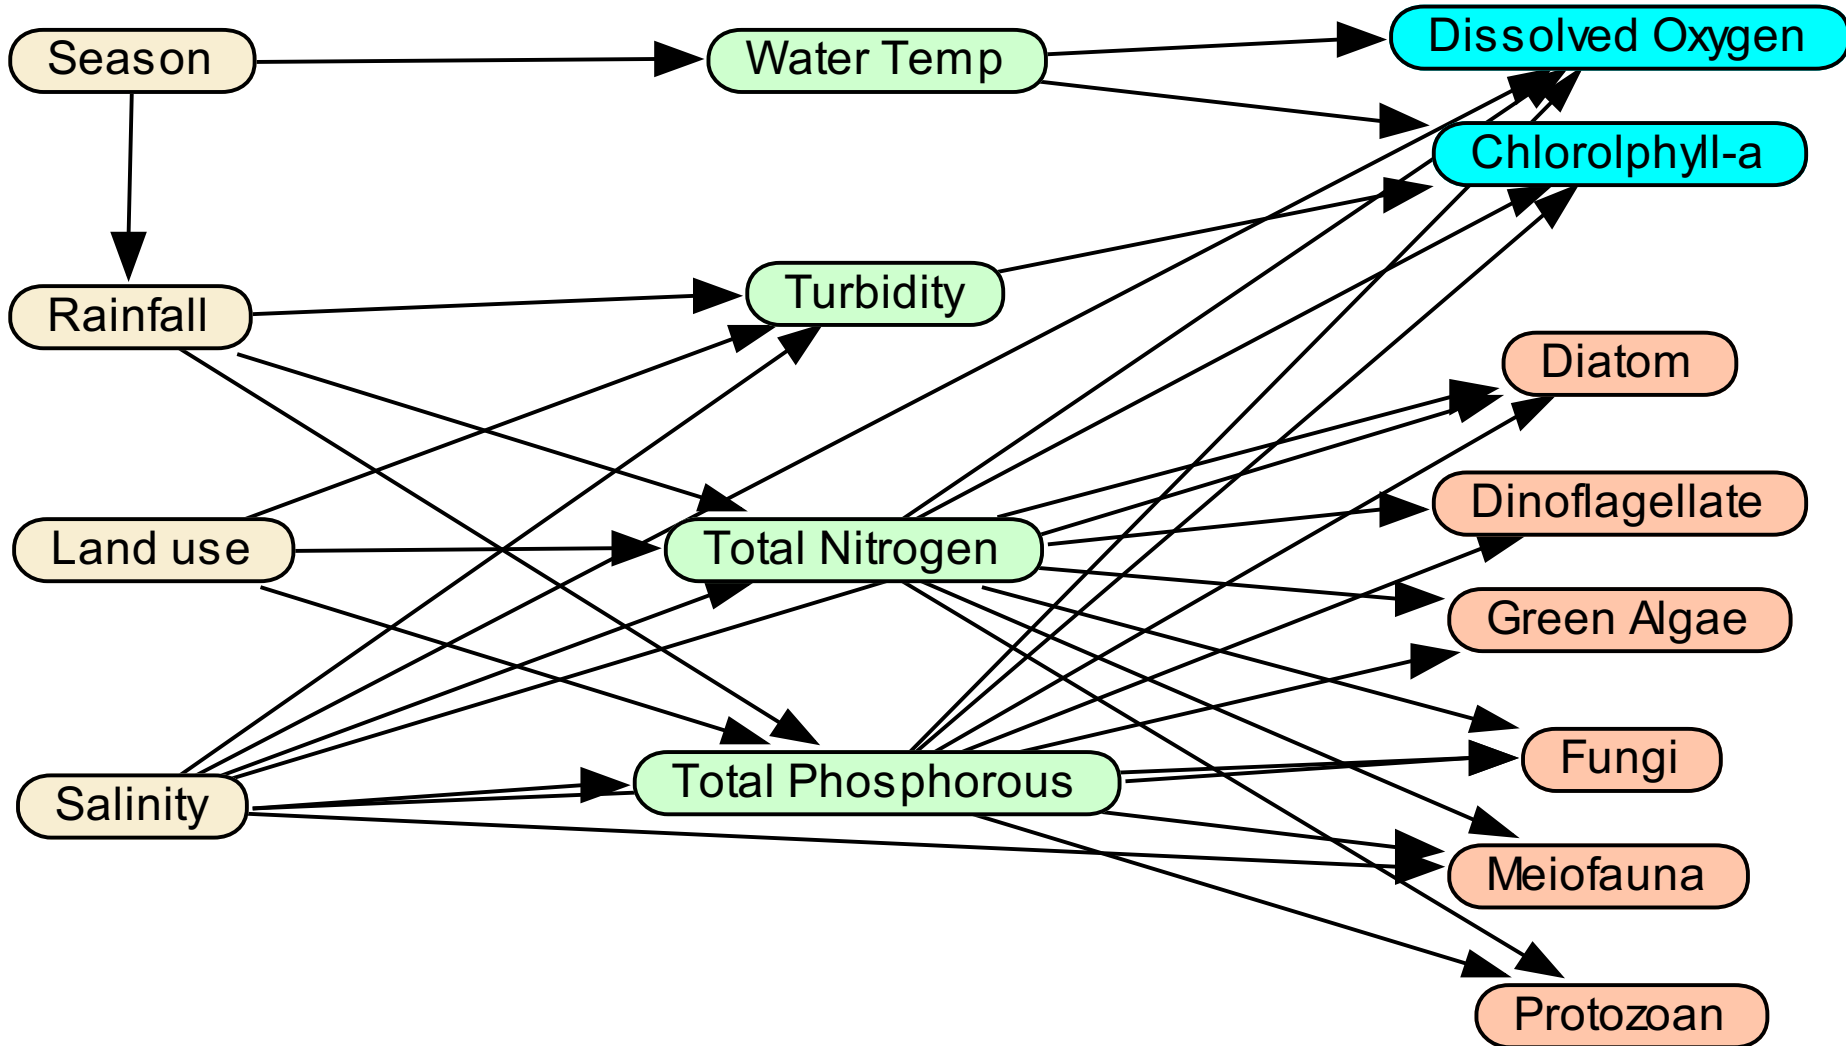 Season
Water Temp
Dissolved Oxygen
Chlorolphyll-a
Rainfall
Turbidity
Diatom
Land use
Total Nitrogen
Dinoflagellate
Green Algae
Salinity
Total Phosphorous
Fungi
Meiofauna
Protozoan